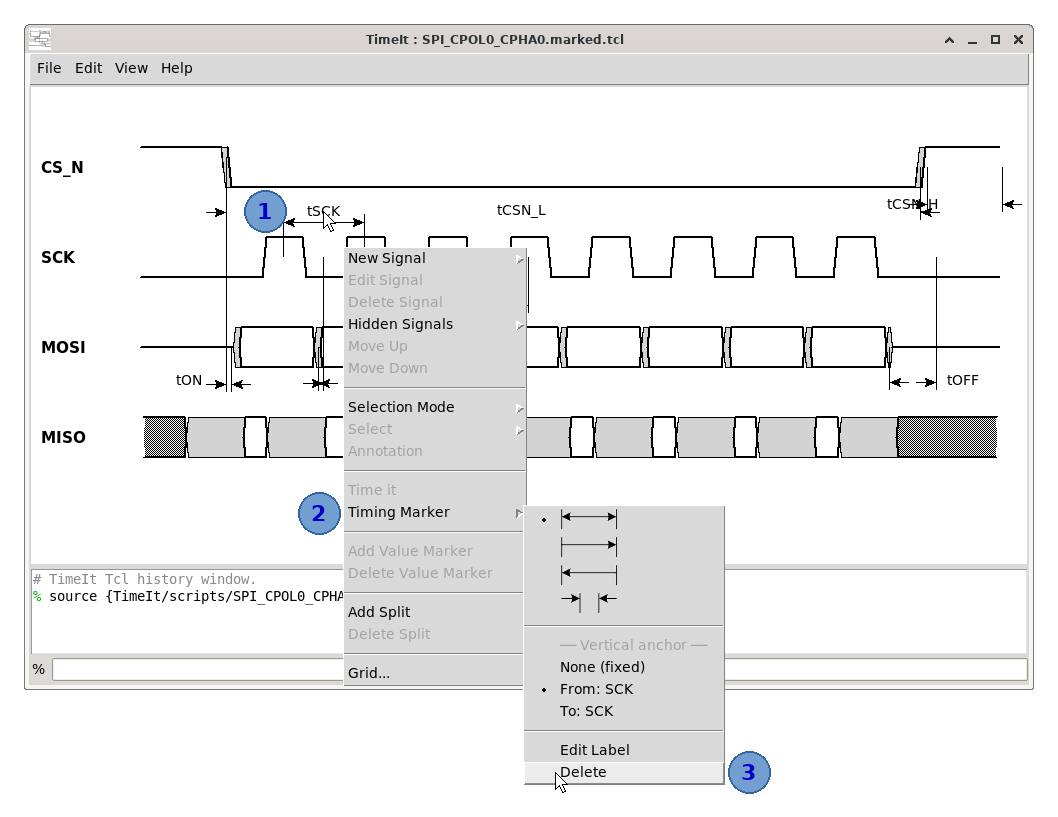 TimeIt : SPI_CPOL0_CPHA0.marked.tcl
File Edit View Help
CS_N
1
tSCK
tCSN_L
tCSN_H
SCK
MOSI
tON
tOFF
MISO
New Signal
Edit Signal
Delete Signal
Hidden Signals
Move Up
Move Down
Selection Mode
Select
Annotation
Time it
2
Timing Marker
Add Value Marker
Delete Value Marker
Add Split
Delete Split
Grid...
Vertical anchor
None (fixed)
From: SCK
To: SCK
Edit Label
Delete
3
# TimeIt Tcl history window.
% source {TimeIt/scripts/SPI_CPOL0_CPHA
%